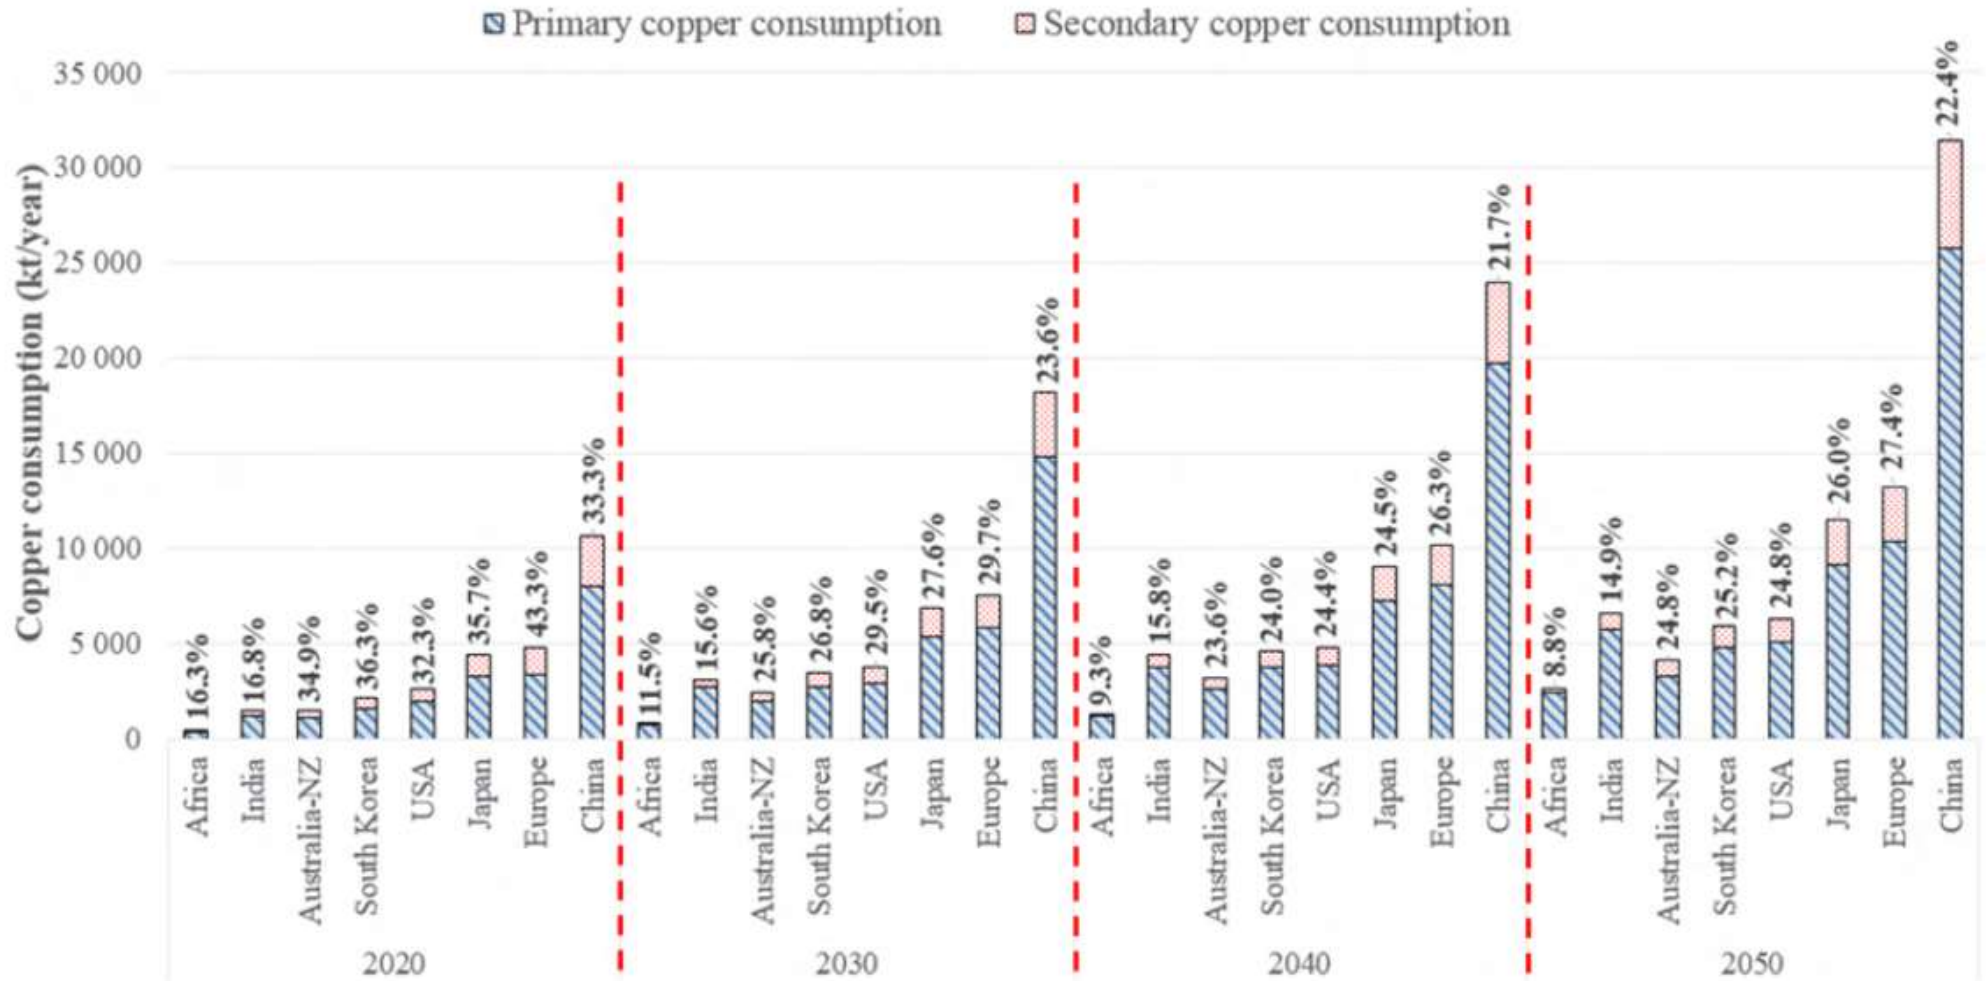 Primary copper consumption Secondary copper consumption
Copper consumption (kt/year)
35 000
30 000
25 000
20 000
15 000
10 000
5 000
0
16.3% 16.8% 34.9% 36.3% 32.3% 35.7% 43.3% 33.3%
11.5% 15.6% 25.8% 26.8% 29.5% 27.6% 29.7% 23.6%
9.3% 15.8% 23.6% 24.0% 24.4% 24.5% 26.3% 21.7%
8.8% 14.9% 24.8% 25.2% 24.8% 26.0% 27.4% 22.4%
Africa India Australia-NZ South Korea USA Japan Europe China
Africa India Australia-NZ South Korea USA Japan Europe China
Africa India Australia-NZ South Korea USA Japan Europe China
Africa India Australia-NZ South Korea USA Japan Europe China
2020 2030 2040 2050